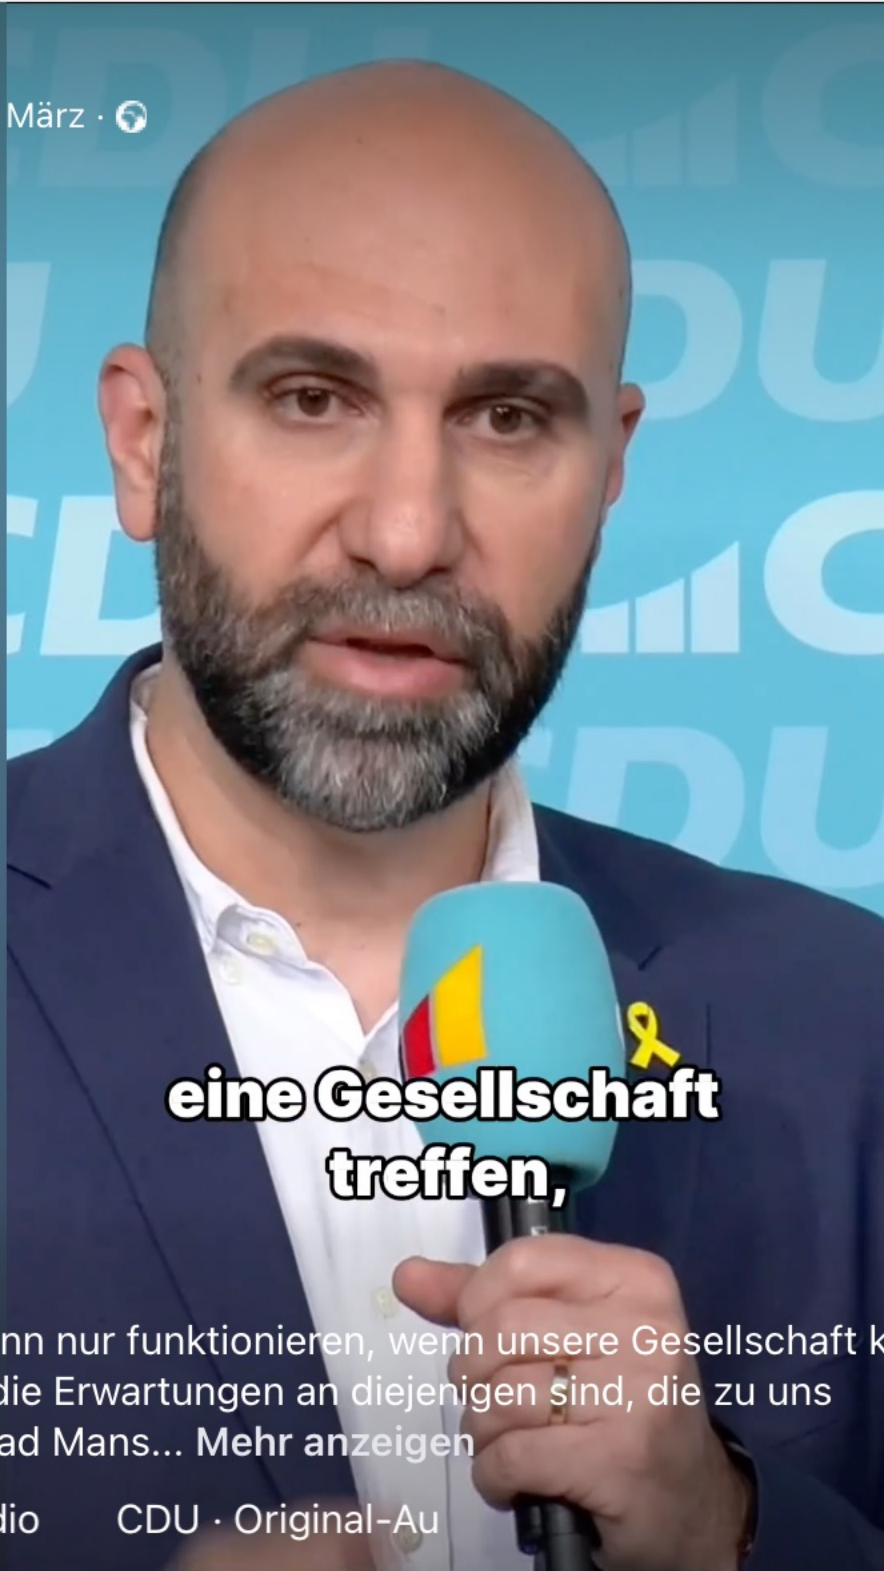 März ·
CDU
eine Gesellschaft
treffen,
nn nur funktionieren, wenn unsere Gesellschaft k
die Erwartungen an diejenigen sind, die zu uns
ad Mans... Mehr anzeigen
dio CDU · Original-Au